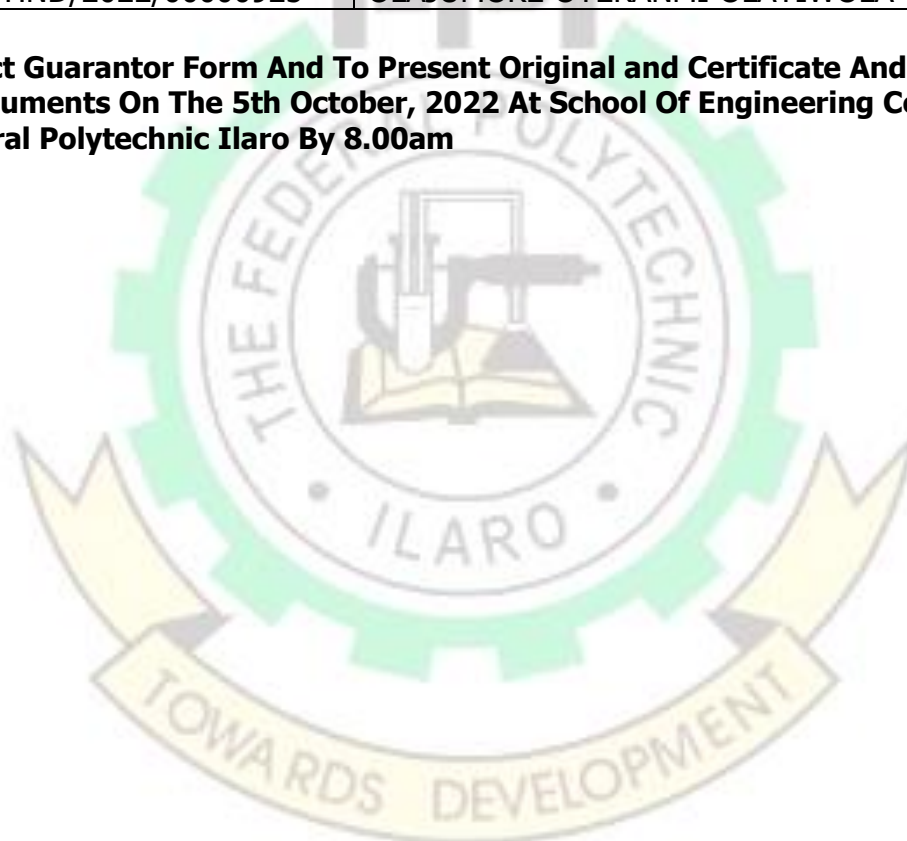 ct Guarantor Form And To Present Original and Certificate And
uments On The 5th October, 2022 At School Of Engineering Co
ral Polytechnic Ilaro By 8.00am
THE FEDERAL POLYTECHNIC
ILARO
TOWARDS DEVELOPMENT